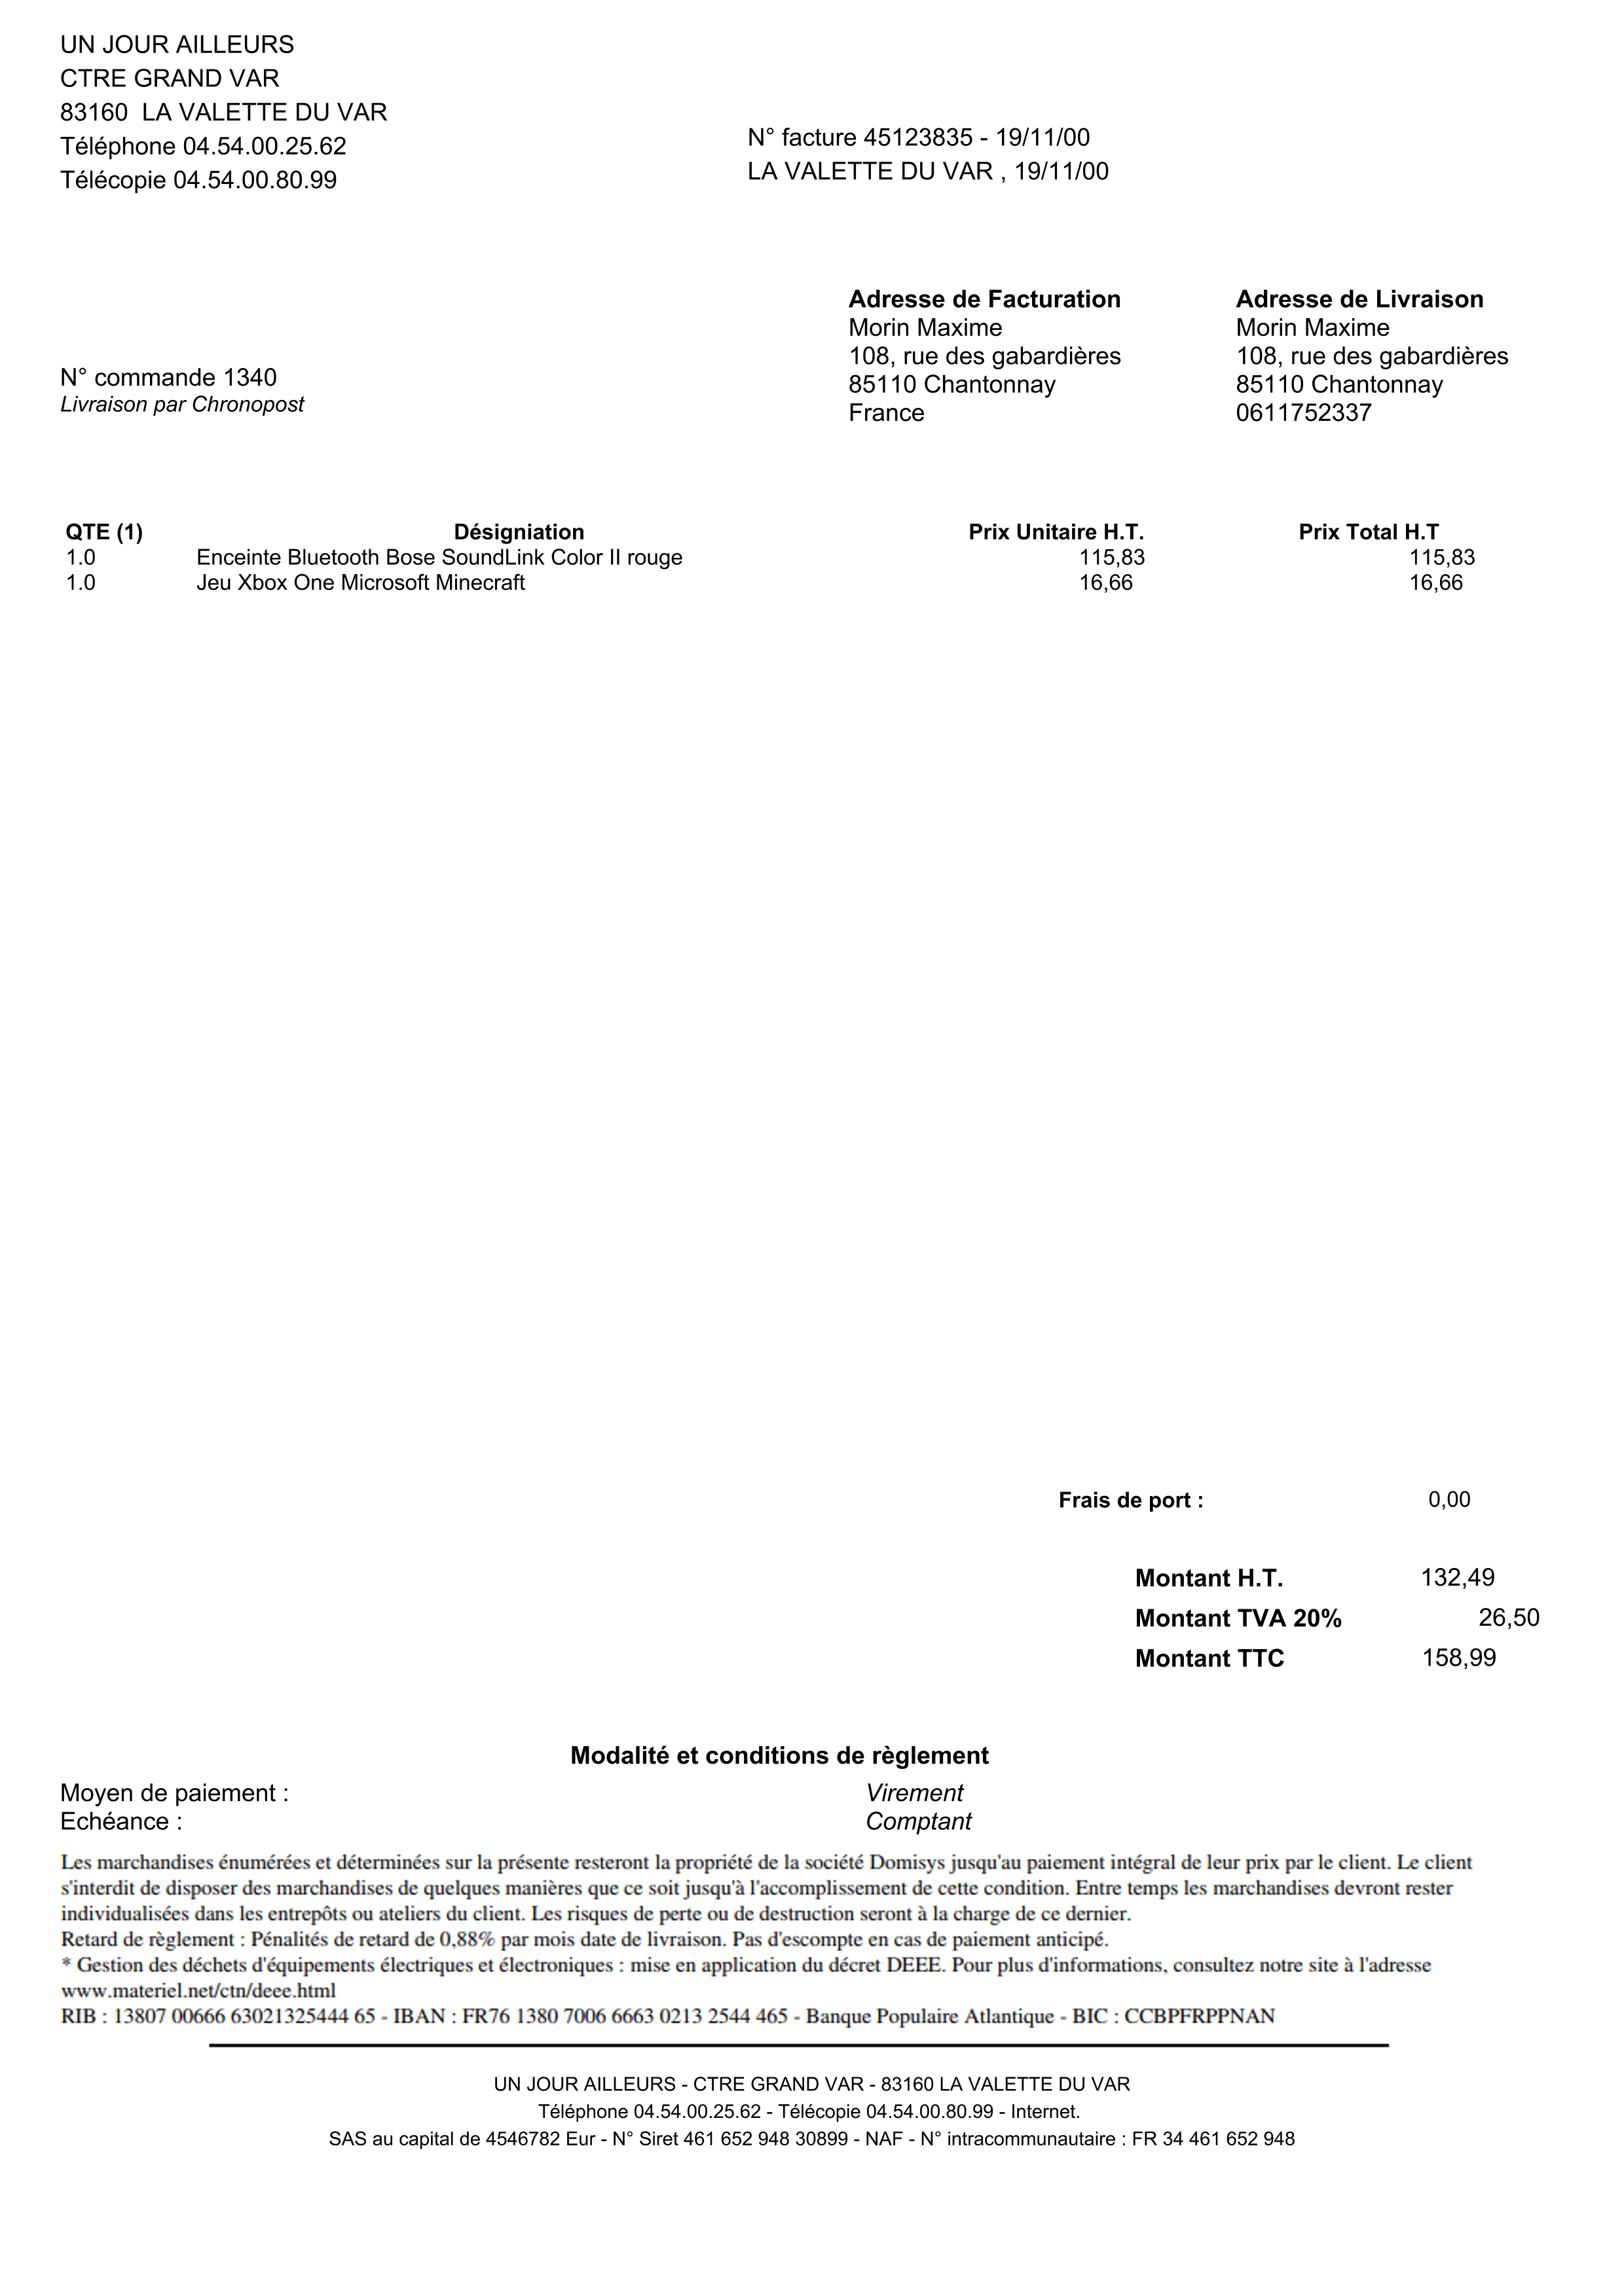 UN JOUR AILLEURS
CTRE GRAND VAR
83160 LA VALETTE DU VAR
Téléphone 04.54.00.25.62
Télécopie 04.54.00.80.99
N° facture 45123835 - 19/11/00
LA VALETTE DU VAR , 19/11/00
N° commande 1340
Livraison par Chronopost
Adresse de Facturation
Morin Maxime
108, rue des gabardières
85110 Chantonnay
France
Adresse de Livraison
Morin Maxime
108, rue des gabardières
85110 Chantonnay
0611752337
QTE (1) Désigniation Prix Unitaire H.T. Prix Total H.T
1.0 Enceinte Bluetooth Bose SoundLink Color II rouge 115,83 115,83
1.0 Jeu Xbox One Microsoft Minecraft 16,66 16,66
Frais de port : 0,00
Montant H.T. 132,49
Montant TVA 20% 26,50
Montant TTC 158,99
Modalité et conditions de règlement
Moyen de paiement : Virement
Echéance : Comptant
Les marchandises énumérées et déterminées sur la présente resteront la propriété de la société Domisys jusqu'au paiement intégral de leur prix par le client. Le client
s'interdit de disposer des marchandises de quelques manières que ce soit jusqu'à l'accomplissement de cette condition. Entre temps les marchandises devront rester
individualisées dans les entrepôts ou ateliers du client. Les risques de perte ou de destruction seront à la charge de ce dernier.
Retard de règlement : Pénalités de retard de 0,88% par mois date de livraison. Pas d'escompte en cas de paiement anticipé.
* Gestion des déchets d'équipements électriques et électroniques : mise en application du décret DEEE. Pour plus d'informations, consultez notre site à l'adresse
www.materiel.net/ctn/deee.html
RIB : 13807 00666 63021325444 65 - IBAN : FR76 1380 7006 6663 0213 2544 465 - Banque Populaire Atlantique - BIC : CCBPFRPPNAN
UN JOUR AILLEURS - CTRE GRAND VAR - 83160 LA VALETTE DU VAR
Téléphone 04.54.00.25.62 - Télécopie 04.54.00.80.99 - Internet.
SAS au capital de 4546782 Eur - N° Siret 461 652 948 30899 - NAF - N° intracommunautaire : FR 34 461 652 948